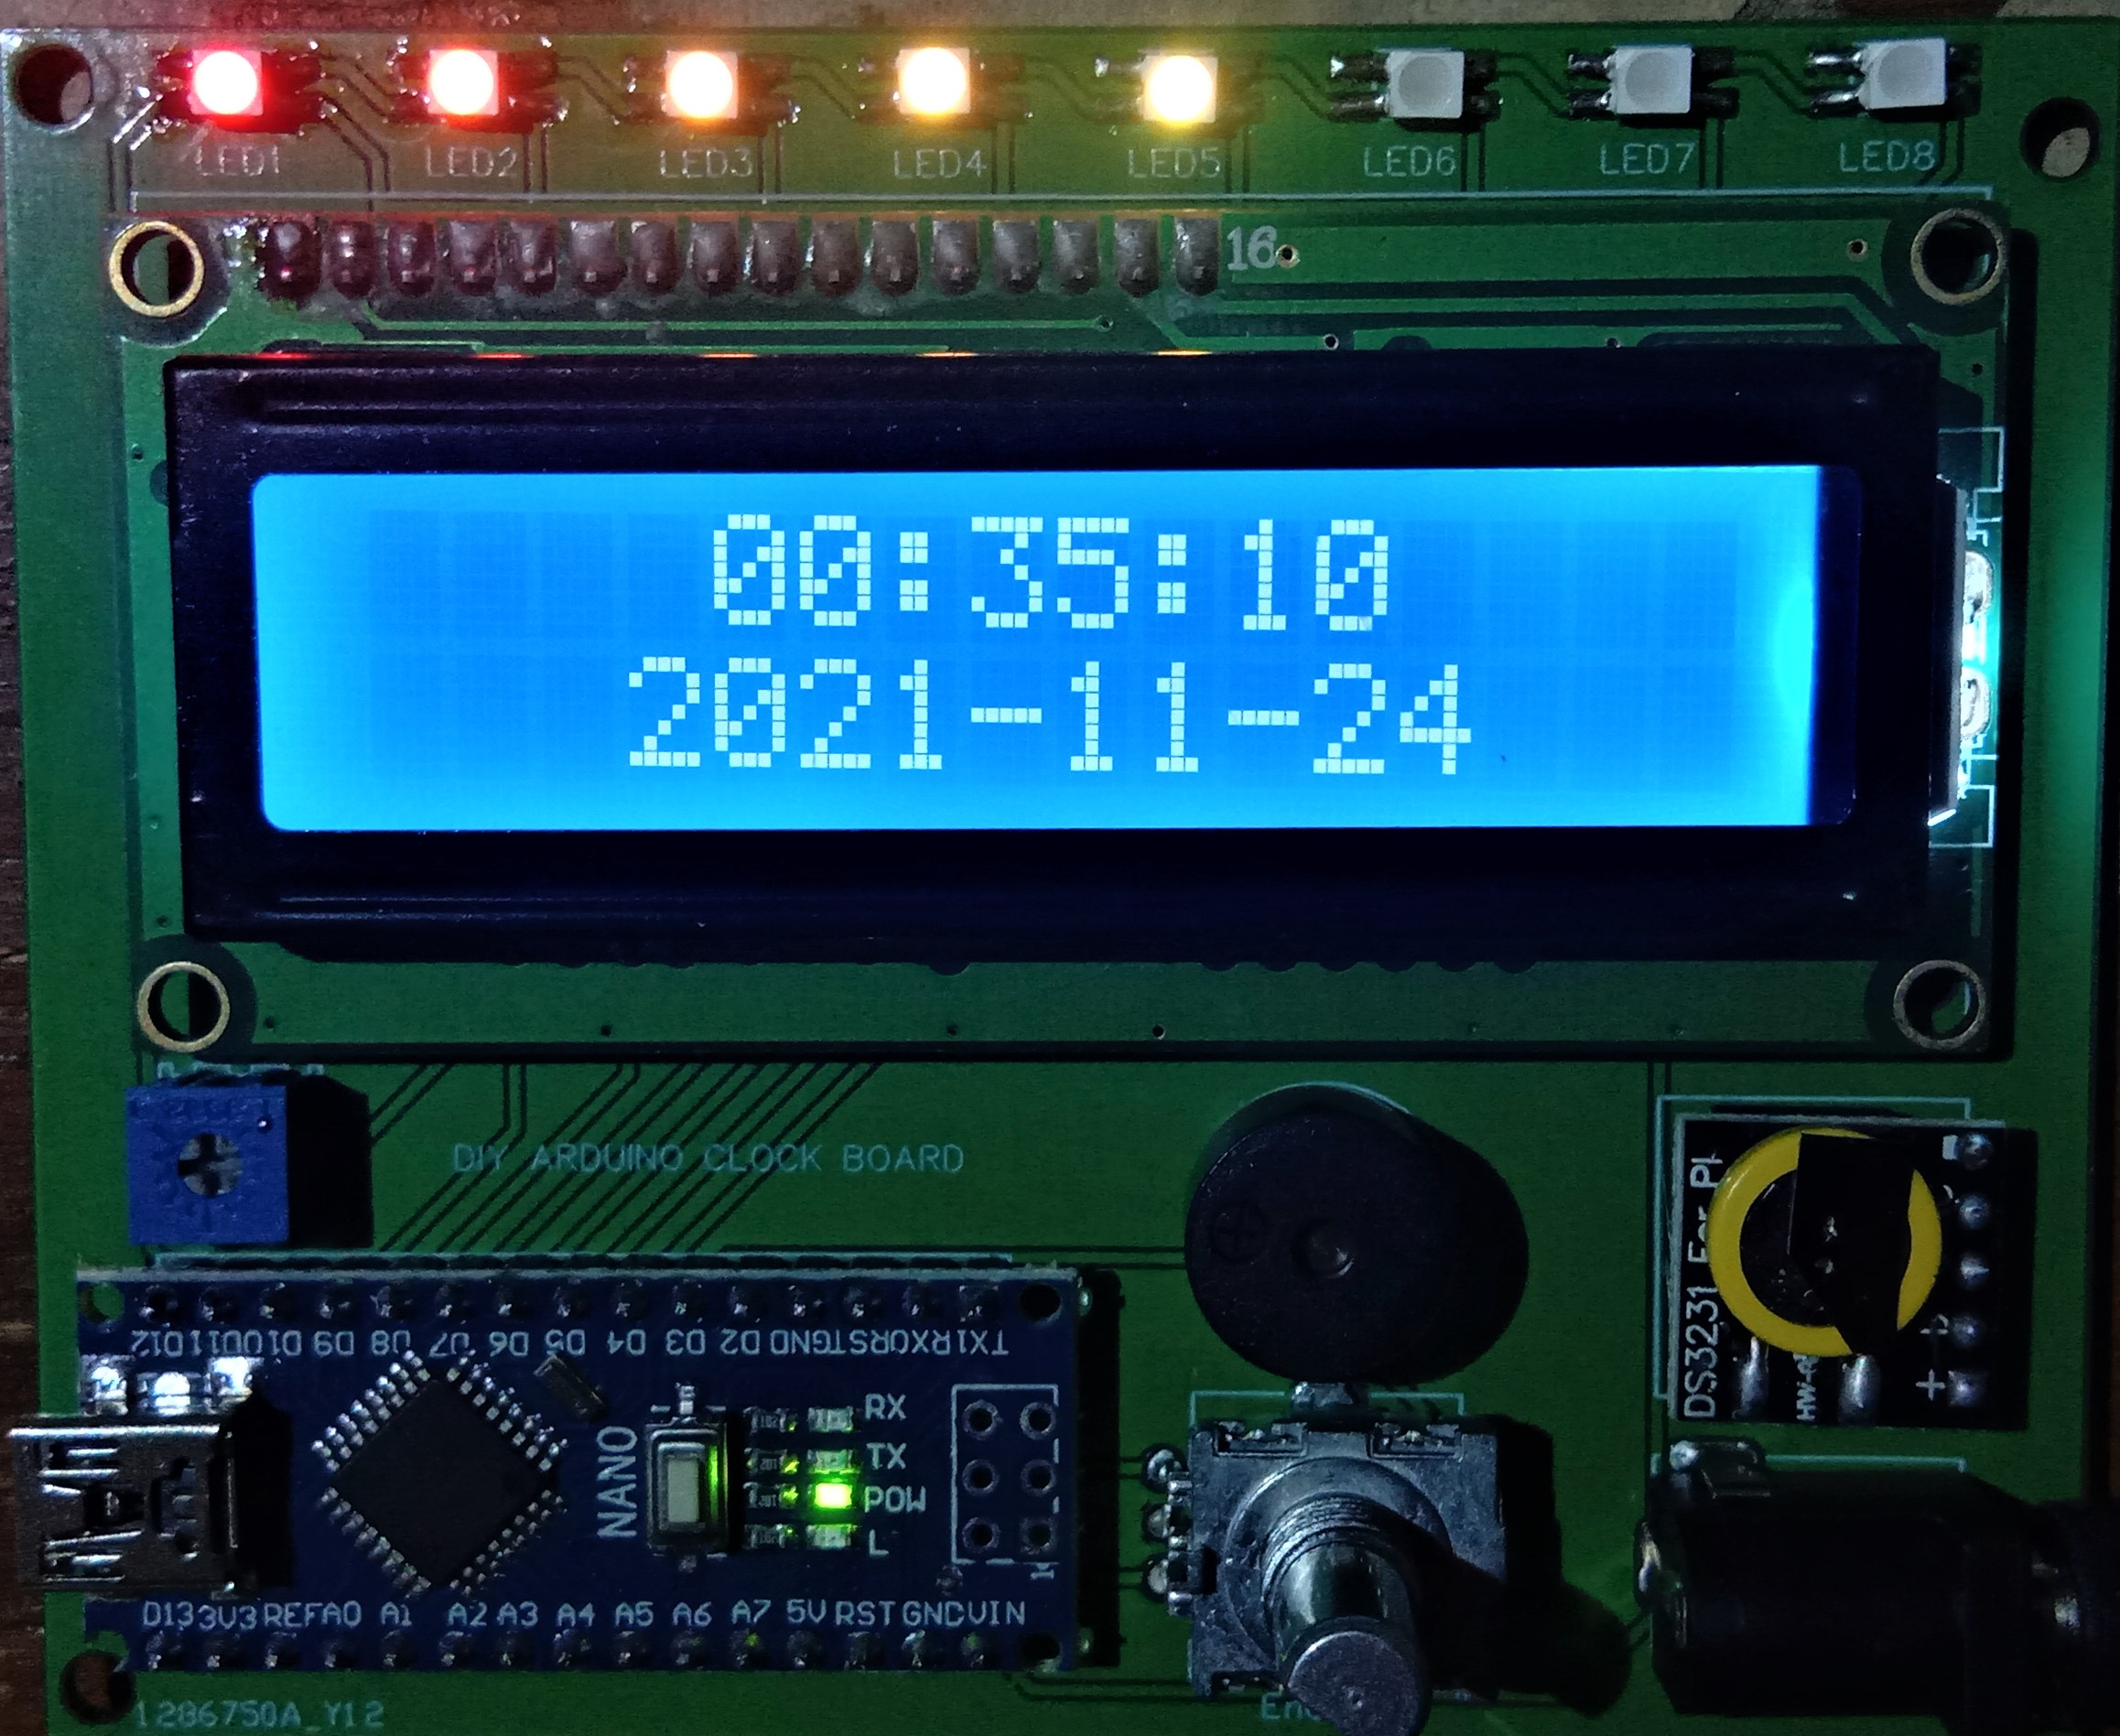 LED1 LED2 LED3 LED4 LED5 LED6 LED7 LED8
16
00:35:10
2021-11-24
DIY ARDUINO CLOCK BOARD
DS3231 For PI
TX1 RX0 RST GND D2 D3 D4 D5 D6 D7 D8 D9 D10 D11 D12
NANO
RX
TX
POW
L
1
+
D13 3V3 REF A0 A1 A2 A3 A4 A5 A6 A7 5V RST GND VIN
1286750A_Y12